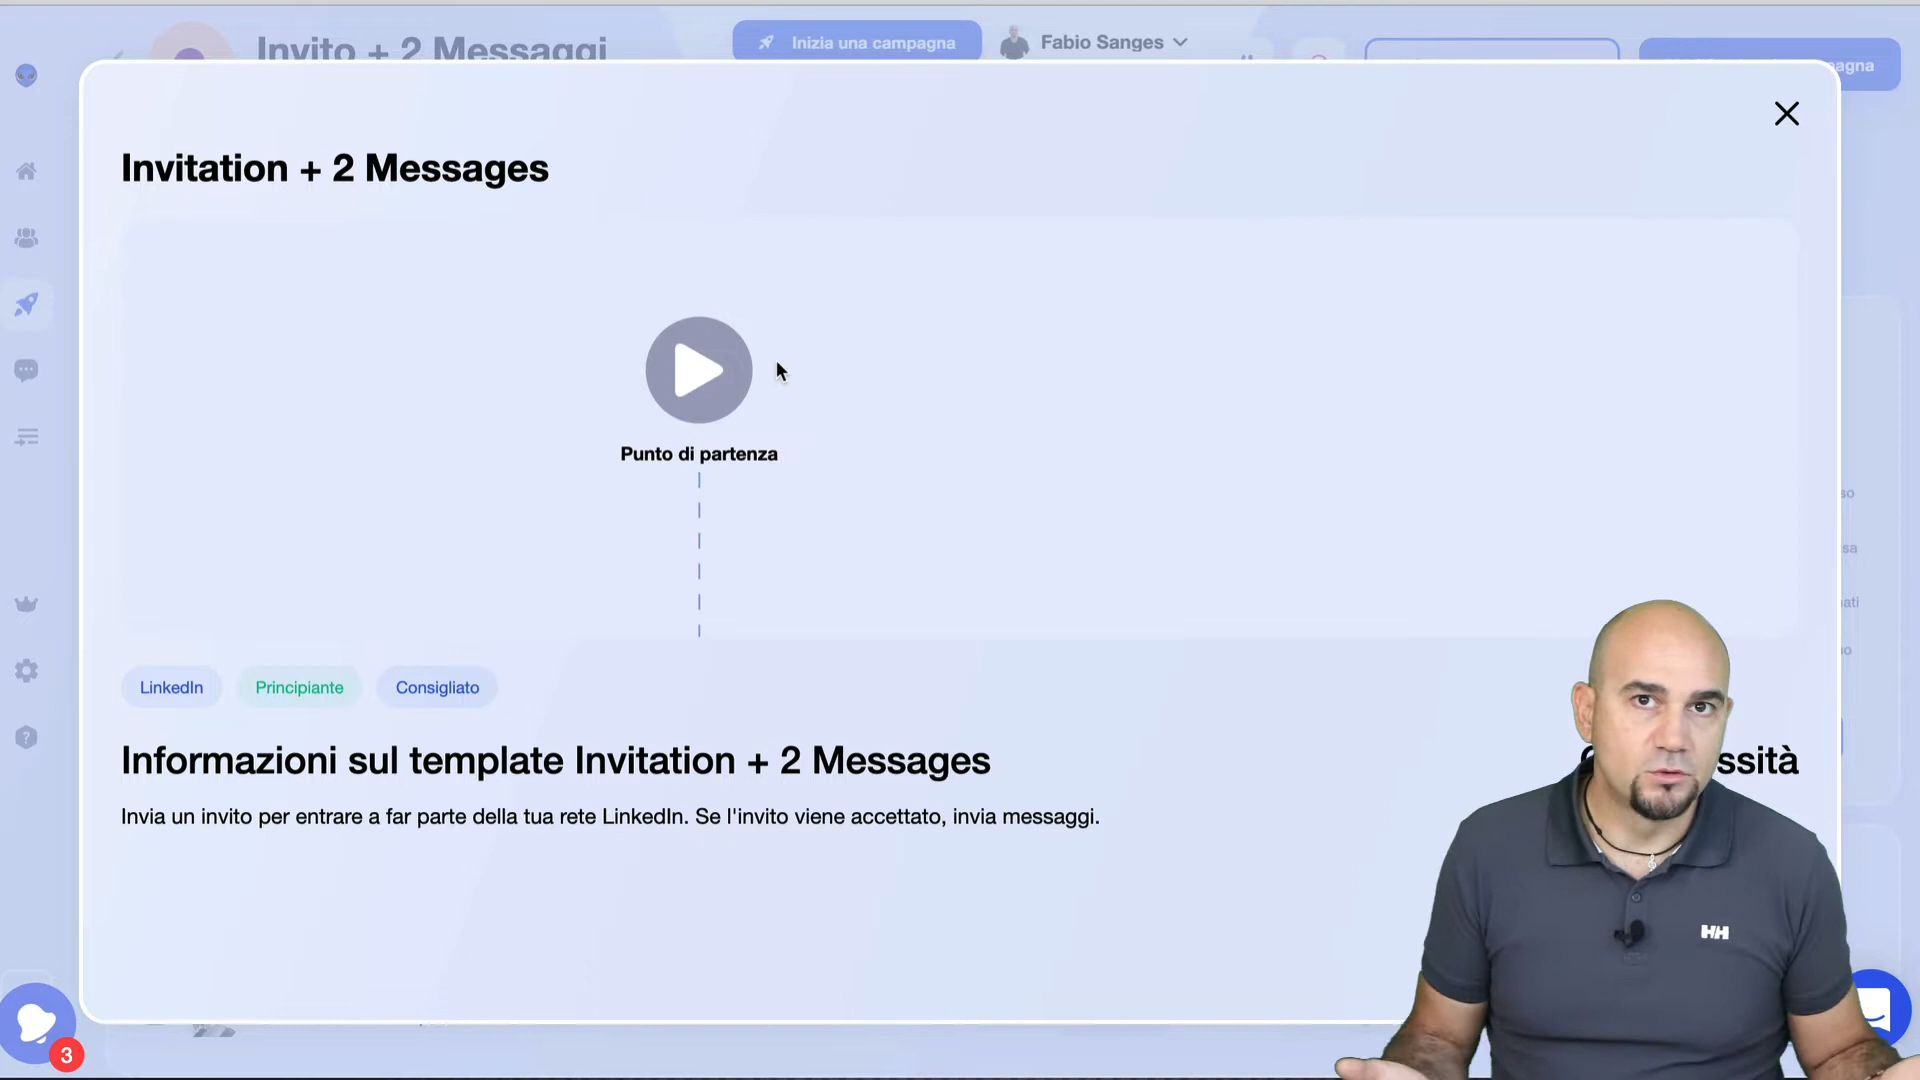 Invito + 2 Messaggi
Inizia una campagna
Fabio Sanges
Invitation + 2 Messages
Punto di partenza
LinkedIn
Principiante
Consigliato
Informazioni sul template Invitation + 2 Messages
Invia un invito per entrare a far parte della tua rete LinkedIn. Se l'invito viene accettato, invia messaggi.
HH
3